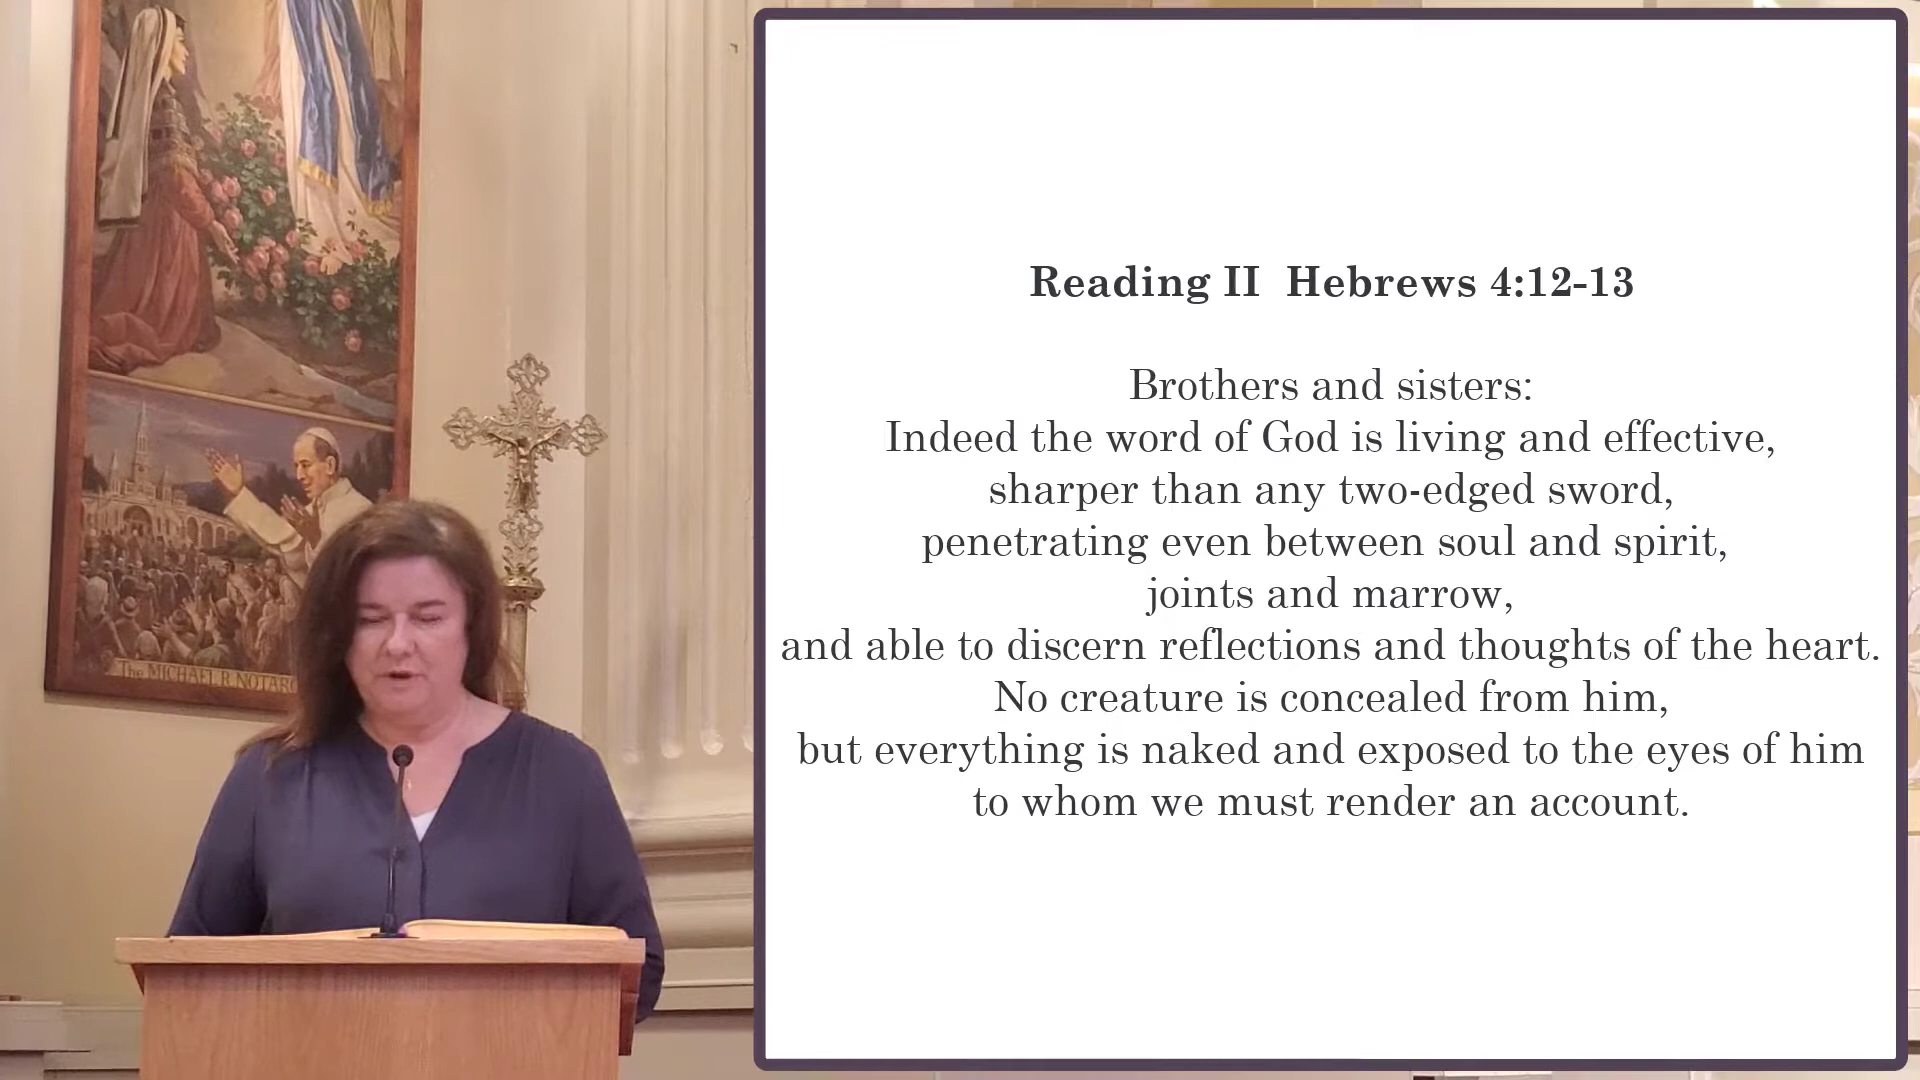 The MICHAEL R NOTAR
Reading II Hebrews 4:12-13
Brothers and sisters:
Indeed the word of God is living and effective,
sharper than any two-edged sword,
penetrating even between soul and spirit,
joints and marrow,
and able to discern reflections and thoughts of the heart.
No creature is concealed from him,
but everything is naked and exposed to the eyes of him
to whom we must render an account.